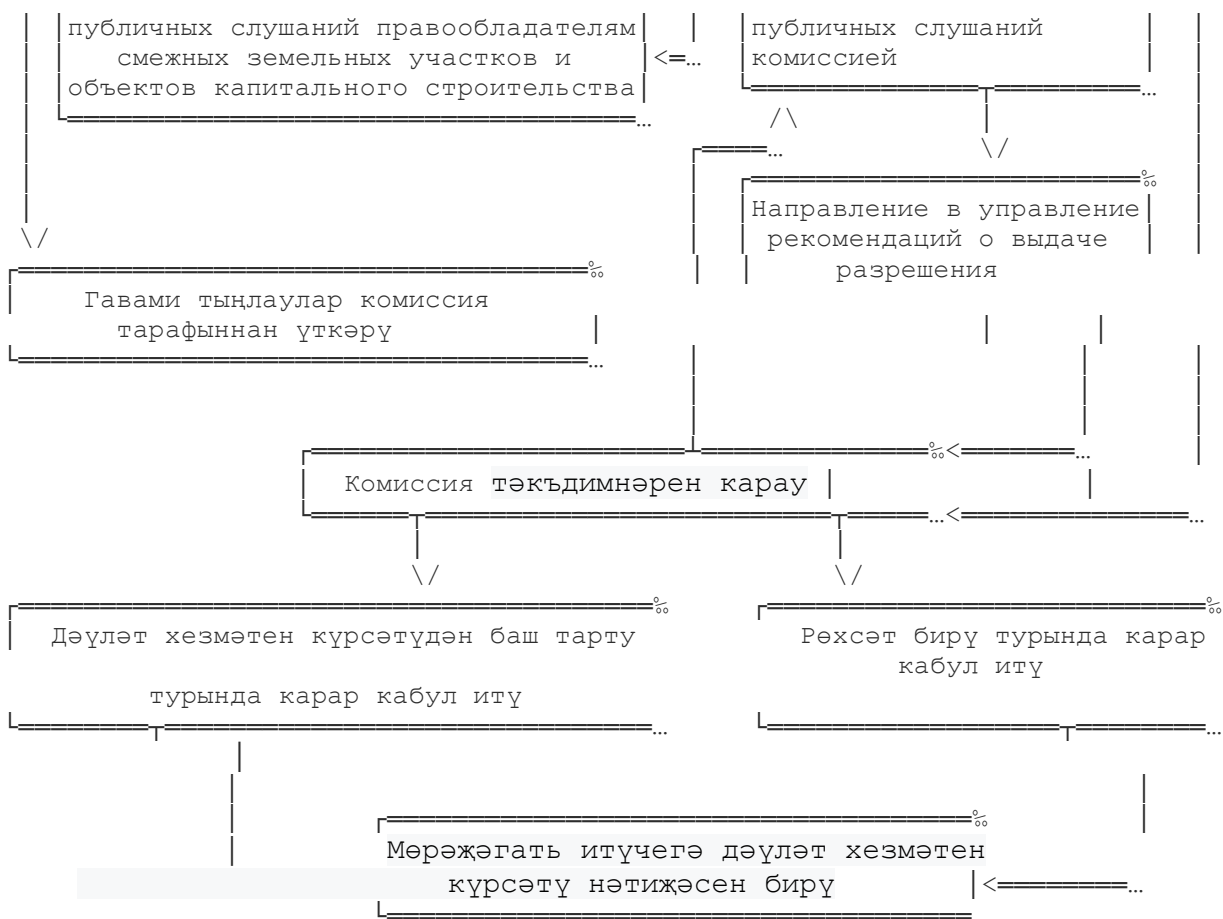 публичных слушаний правообладателям
смежных земельных участков и
объектов капитального строительства
публичных слушаний
комиссией
Направление в управление
рекомендаций о выдаче
разрешения
Гавами тыңлаулар комиссия
тарафыннан үткәрү
Комиссия тәкъдимнәрен карау
Дәүләт хезмәтен күрсәтүдән баш тарту
турында карар кабул итү
Рөхсәт бирү турында карар
кабул итү
Мөрәҗәгать итүчегә дәүләт хезмәтен
күрсәтү нәтиҗәсен бирү